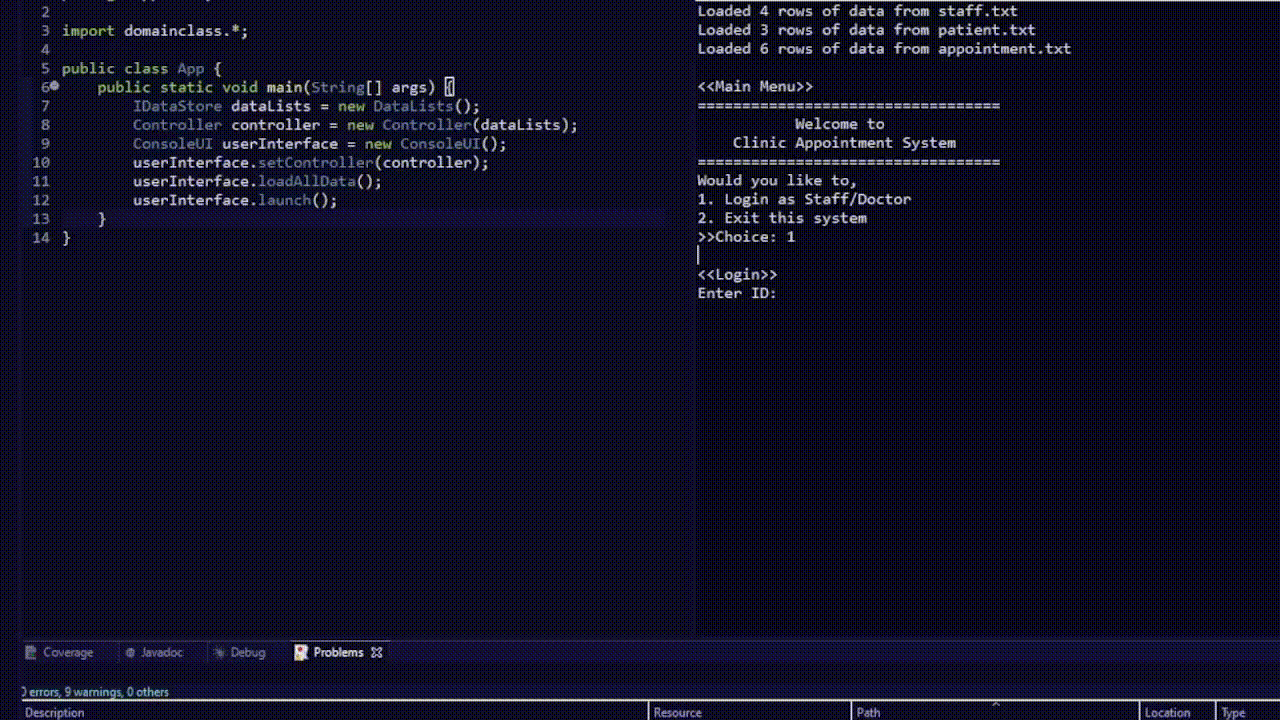 2
3 import domainclass.*;
4
5 public class App {
6 public static void main(String[] args) {
7 IDataStore dataLists = new DataLists();
8 Controller controller = new Controller(dataLists);
9 ConsoleUI userInterface = new ConsoleUI();
10 userInterface.setController(controller);
11 userInterface.loadAllData();
12 userInterface.launch();
13 }
14 }
Loaded 4 rows of data from staff.txt
Loaded 3 rows of data from patient.txt
Loaded 6 rows of data from appointment.txt
<<Main Menu>>
==================================
Welcome to
Clinic Appointment System
==================================
Would you like to,
1. Login as Staff/Doctor
2. Exit this system
>>Choice: 1
<<Login>>
Enter ID:
Coverage Javadoc Debug Problems
0 errors, 9 warnings, 0 others
Description Resource Path Location Type